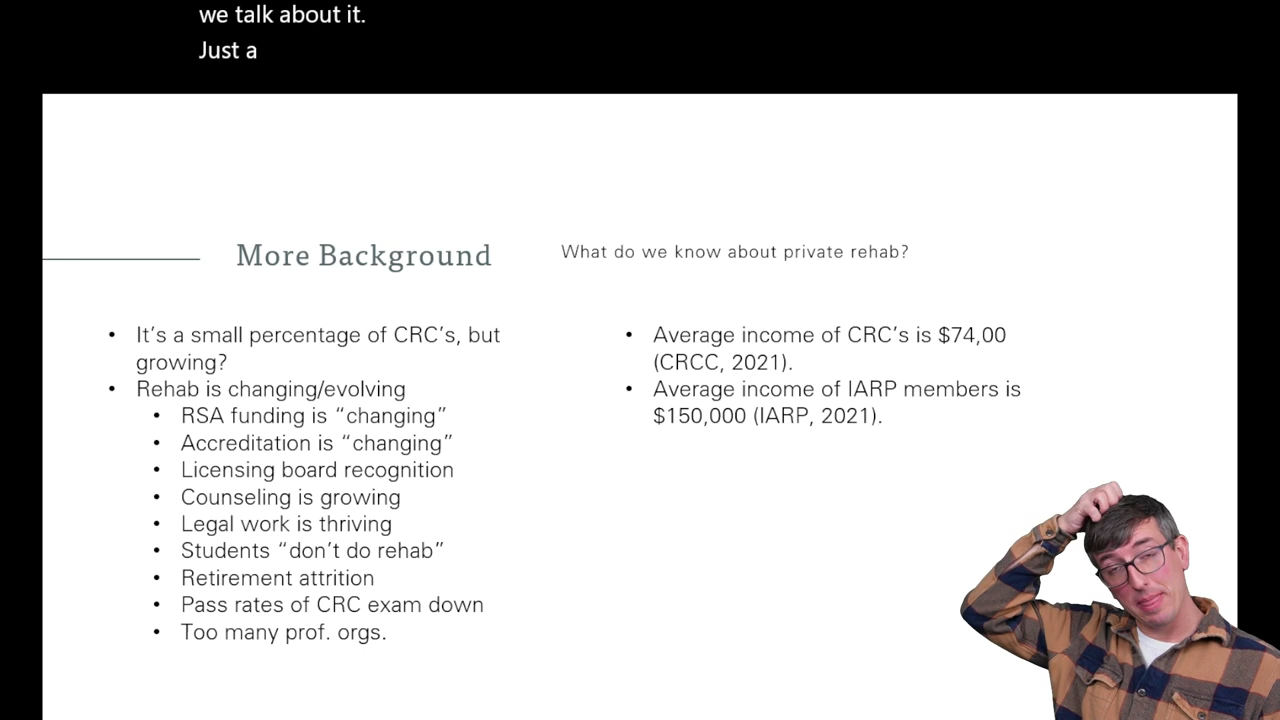 we talk about it.
Just a
More Background
What do we know about private rehab?
• It’s a small percentage of CRC’s, but
growing?
• Rehab is changing/evolving
• RSA funding is “changing”
• Accreditation is “changing”
• Licensing board recognition
• Counseling is growing
• Legal work is thriving
• Students “don’t do rehab”
• Retirement attrition
• Pass rates of CRC exam down
• Too many prof. orgs.
• Average income of CRC’s is $74,00
(CRCC, 2021).
• Average income of IARP members is
$150,000 (IARP, 2021).